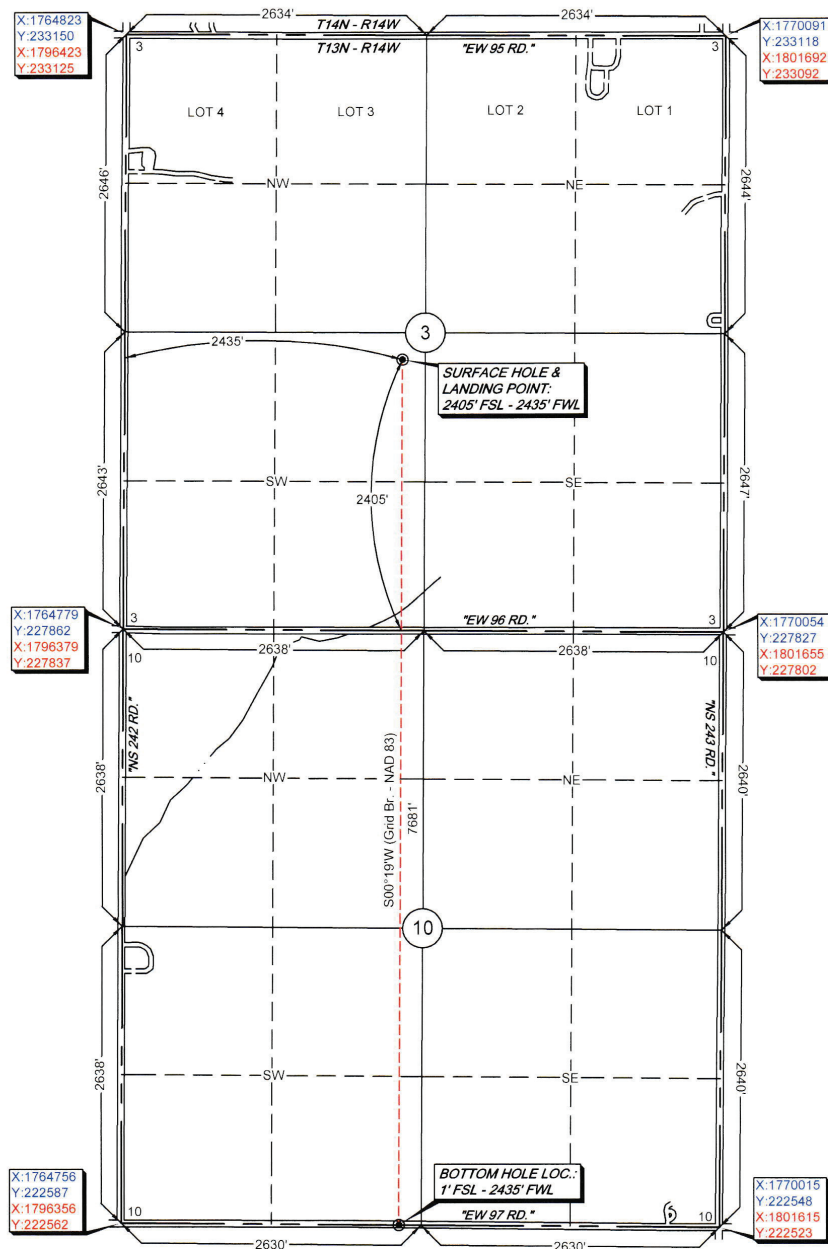 X:1764823
Y:233150
X:1796423
Y:233125
2634'
T14N - R14W
T13N - R14W
2634'
"EW 95 RD."
X:1770091
Y:233118
X:1801692
Y:233092
3
3
LOT 4
LOT 3
LOT 2
LOT 1
2646'
NW
NE
2644'
3
2435'
SURFACE HOLE &
LANDING POINT:
2405' FSL - 2435' FWL
2643'
SW
2405'
SE
2647'
X:1764779
Y:227862
X:1796379
Y:227837
3
"EW 96 RD."
3
X:1770054
Y:227827
X:1801655
Y:227802
10
2638'
2638'
10
"NS 242 RD."
"NS 243 RD."
2638'
NW
S00°19'W (Grid Br. - NAD 83)
7681'
NE
2640'
10
2638'
SW
SE
2640'
X:1764756
Y:222587
X:1796356
Y:222562
10
BOTTOM HOLE LOC.:
1' FSL - 2435' FWL
"EW 97 RD."
10
X:1770015
Y:222548
X:1801615
Y:222523
2630'
2630'